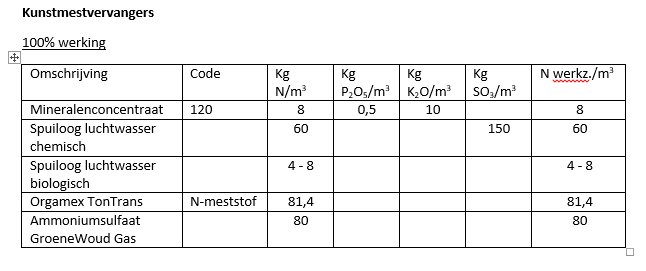 Kunstmestvervangers
100% werking
Omschrijving Code Kg N/m³ Kg P₂O₅/m³ Kg K₂O/m³ Kg SO₃/m³ N werkz./m³
Mineralenconcentraat 120 8 0,5 10 8
Spuiloog luchtwasser chemisch 60 150 60
Spuiloog luchtwasser biologisch 4 - 8 4 - 8
Orgamex TonTrans N-meststof 81,4 81,4
Ammoniumsulfaat GroeneWoud Gas 80 80